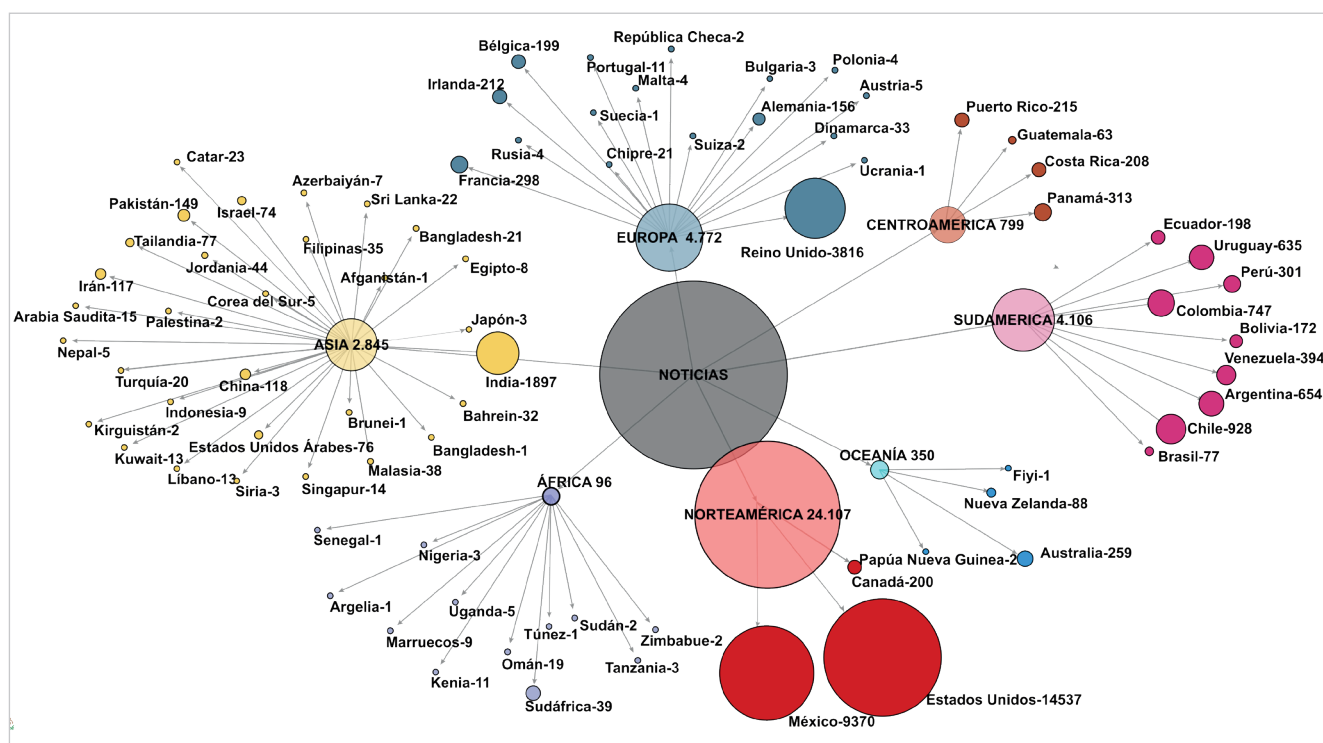 República Checa-2
Bélgica-199
Portugal-11
Malta-4
Bulgaria-3
Polonia-4
Irlanda-212
Austria-5
Suecia-1
Alemania-156
Dinamarca-33
Suiza-2
Rusia-4
Chipre-21
Francia-298
Ucrania-1
EUROPA 4.772
Reino Unido-3816
Puerto Rico-215
Guatemala-63
Costa Rica-208
Panamá-313
CENTROAMERICA 799
Catar-23
Azerbaiyán-7
Sri Lanka-22
Pakistán-149
Israel-74
Tailandia-77
Filipinas-35
Bangladesh-21
Jordania-44
Egipto-8
Irán-117
Afganistán-1
Corea del Sur-5
Arabia Saudita-15
Palestina-2
Japón-3
ASIA 2.845
Nepal-5
India-1897
Turquía-20
China-118
Indonesia-9
Brunei-1
Bahrein-32
Kirguistán-2
Estados Unidos Árabes-76
Bangladesh-1
Kuwait-13
Malasia-38
Líbano-13
Siria-3
Singapur-14
NOTICIAS
Ecuador-198
Uruguay-635
Perú-301
Colombia-747
SUDAMERICA 4.106
Bolivia-172
Venezuela-394
Argentina-654
Chile-928
Brasil-77
OCEANÍA 350
Fiyi-1
Nueva Zelanda-88
Papúa Nueva Guinea-2
Australia-259
ÁFRICA 96
Senegal-1
Nigeria-3
Argelia-1
Uganda-5
Marruecos-9
Túnez-1
Sudán-2
Zimbabue-2
Omán-19
Tanzania-3
Kenia-11
Sudáfrica-39
NORTEAMÉRICA 24.107
Canadá-200
Estados Unidos-14537
México-9370